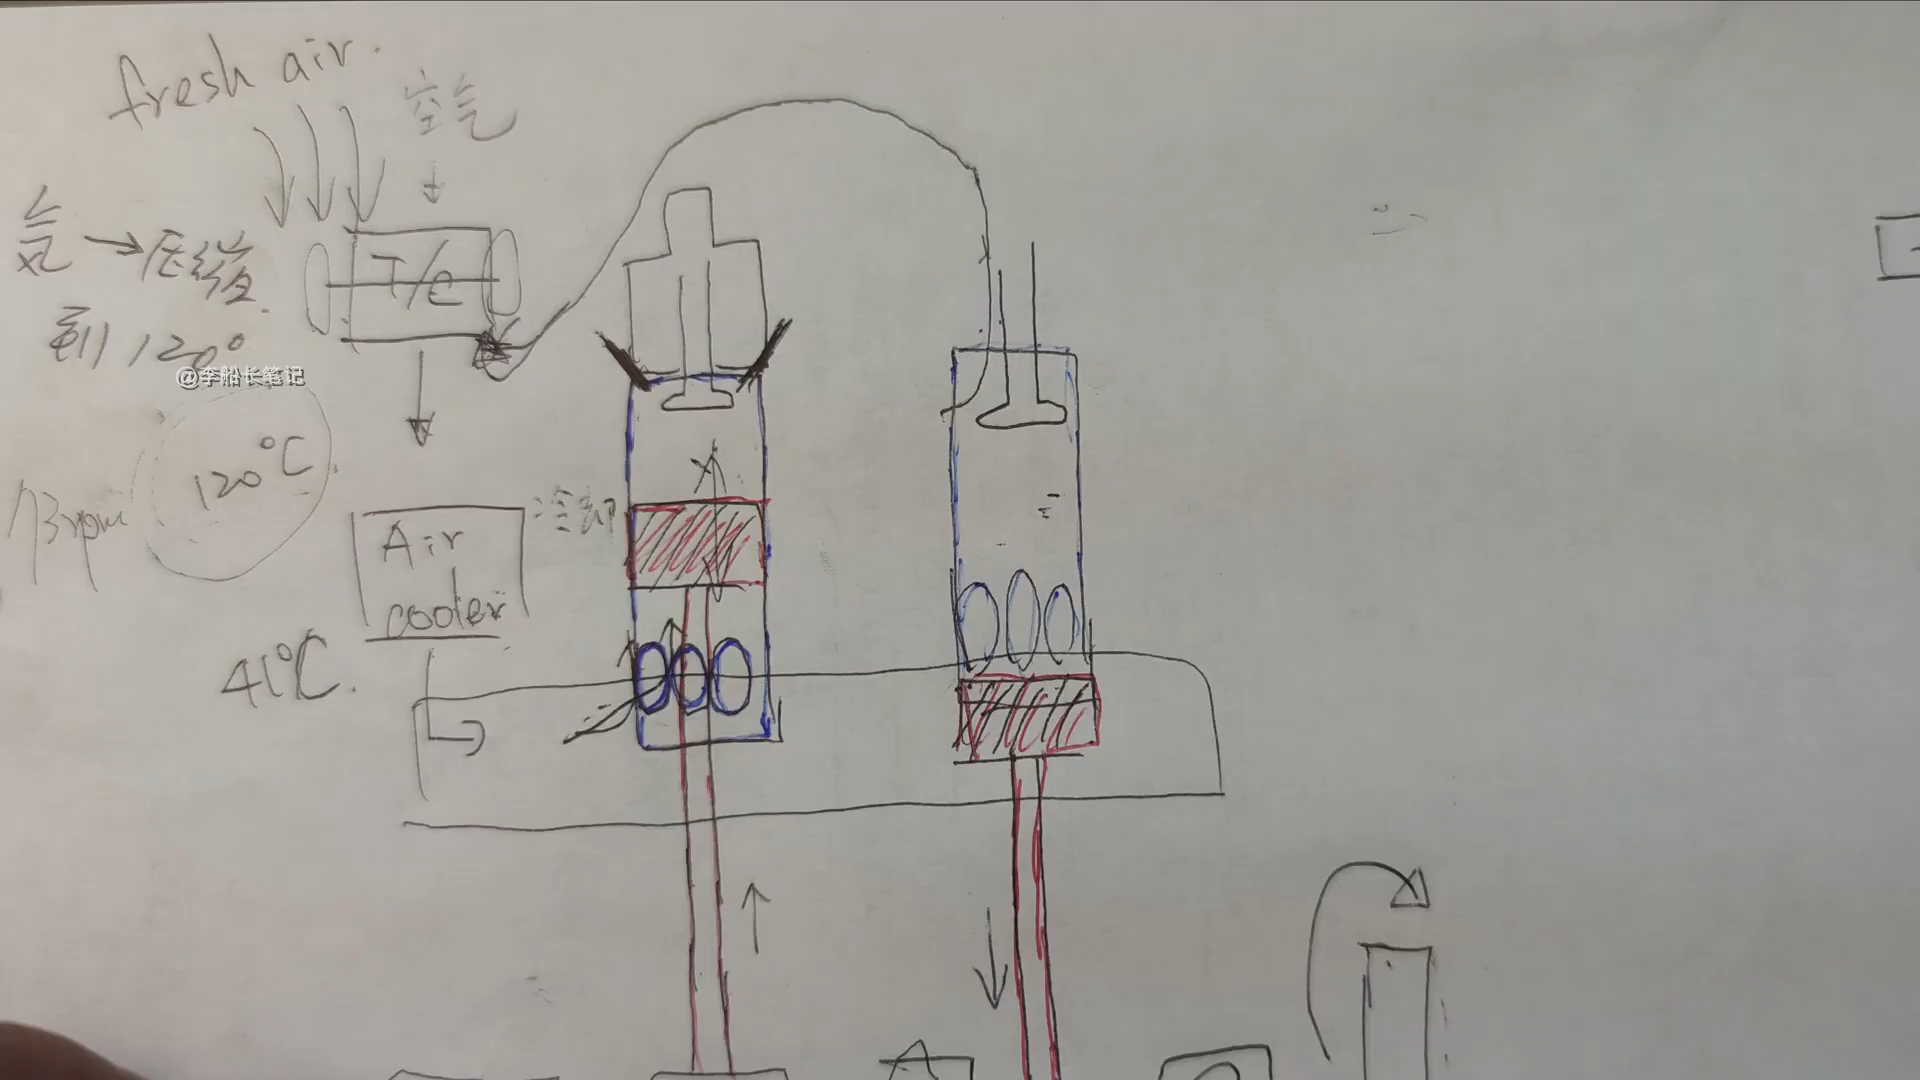 fresh air.
空气
气→压缩
到120°
T/C
@李船长笔记
120°C
73rpm
Air
cooler
冷却
41°C.